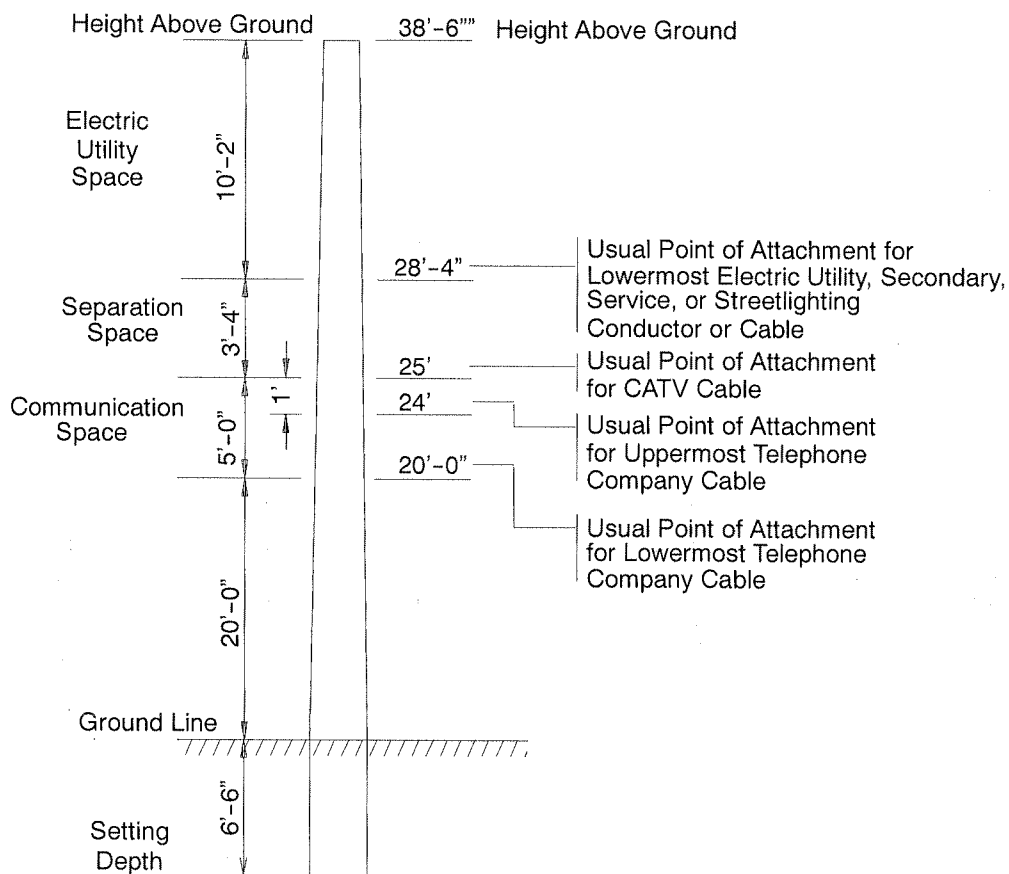 Height Above Ground
38'-6"" Height Above Ground
Electric
Utility
Space
10'-2"
28'-4"
Usual Point of Attachment for
Lowermost Electric Utility, Secondary,
Service, or Streetlighting
Conductor or Cable
Separation
Space
3'-4"
25'
Usual Point of Attachment
for CATV Cable
1'
24'
Usual Point of Attachment
for Uppermost Telephone
Company Cable
Communication
Space
5'-0"
20'-0"
Usual Point of Attachment
for Lowermost Telephone
Company Cable
20'-0"
Ground Line
6'-6"
Setting
Depth